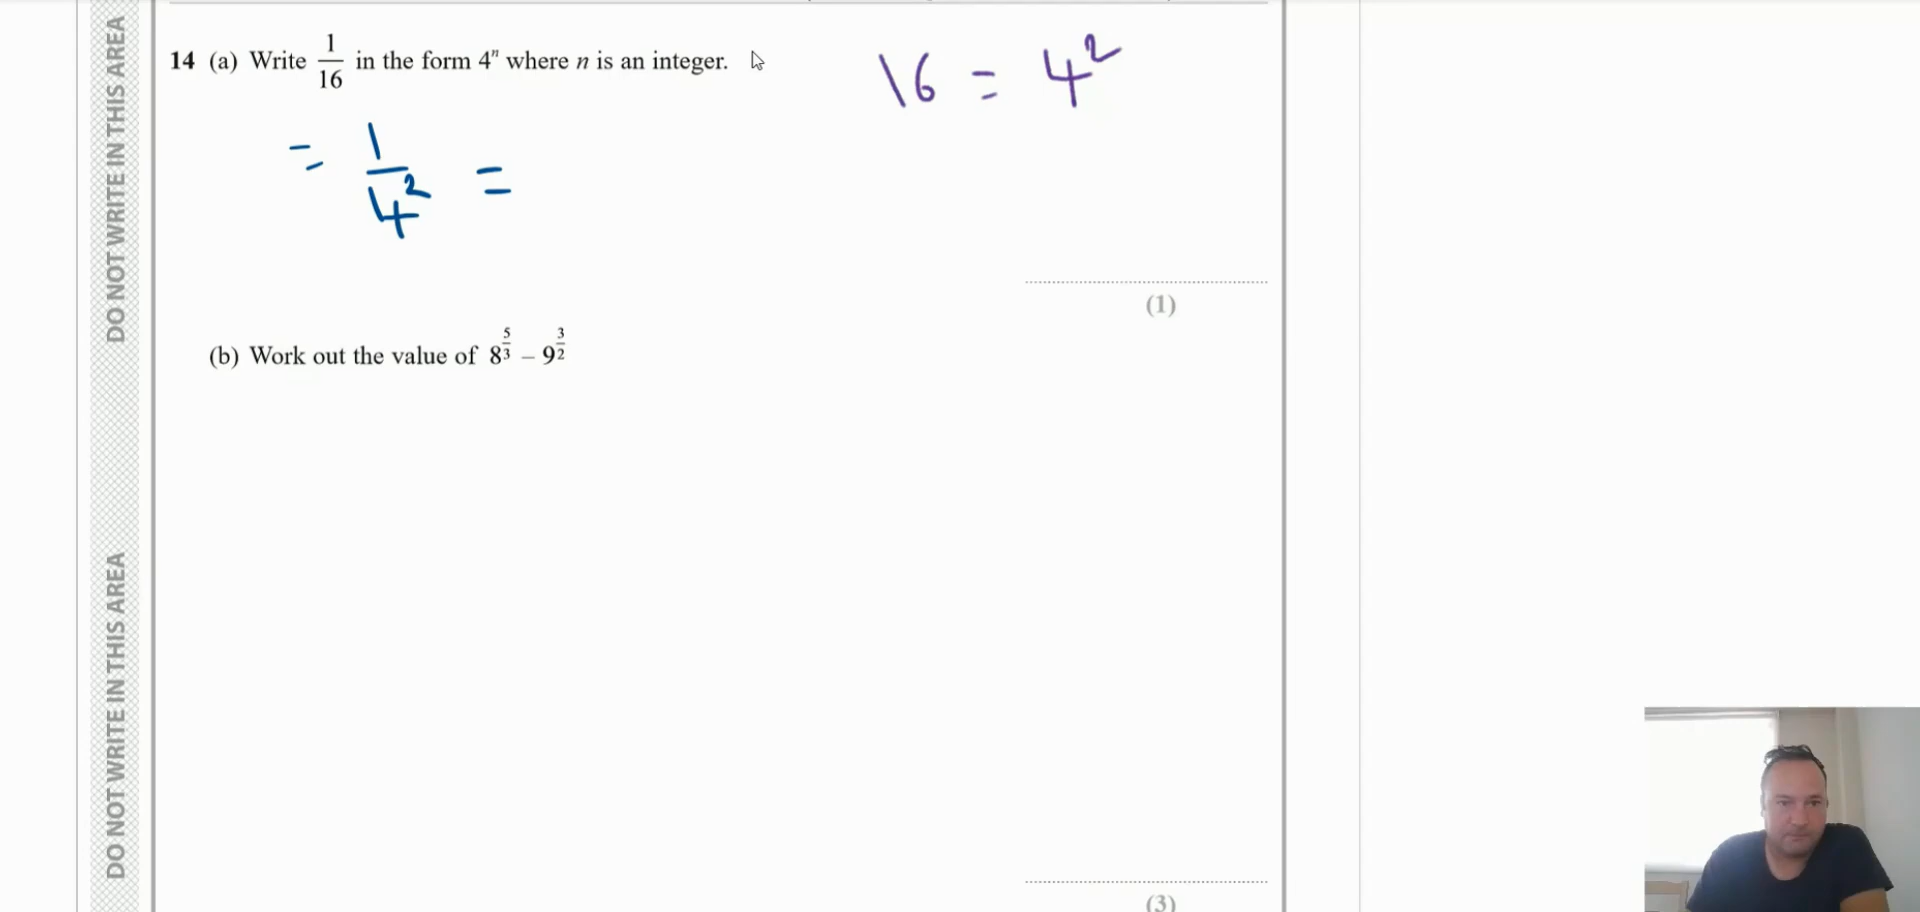 14 (a) Write 1/16 in the form 4ⁿ where n is an integer.
16 = 4²
= 1/4² =
(1)
(b) Work out the value of 8^(5/3) – 9^(3/2)
(3)
DO NOT WRITE IN THIS AREA
DO NOT WRITE IN THIS AREA